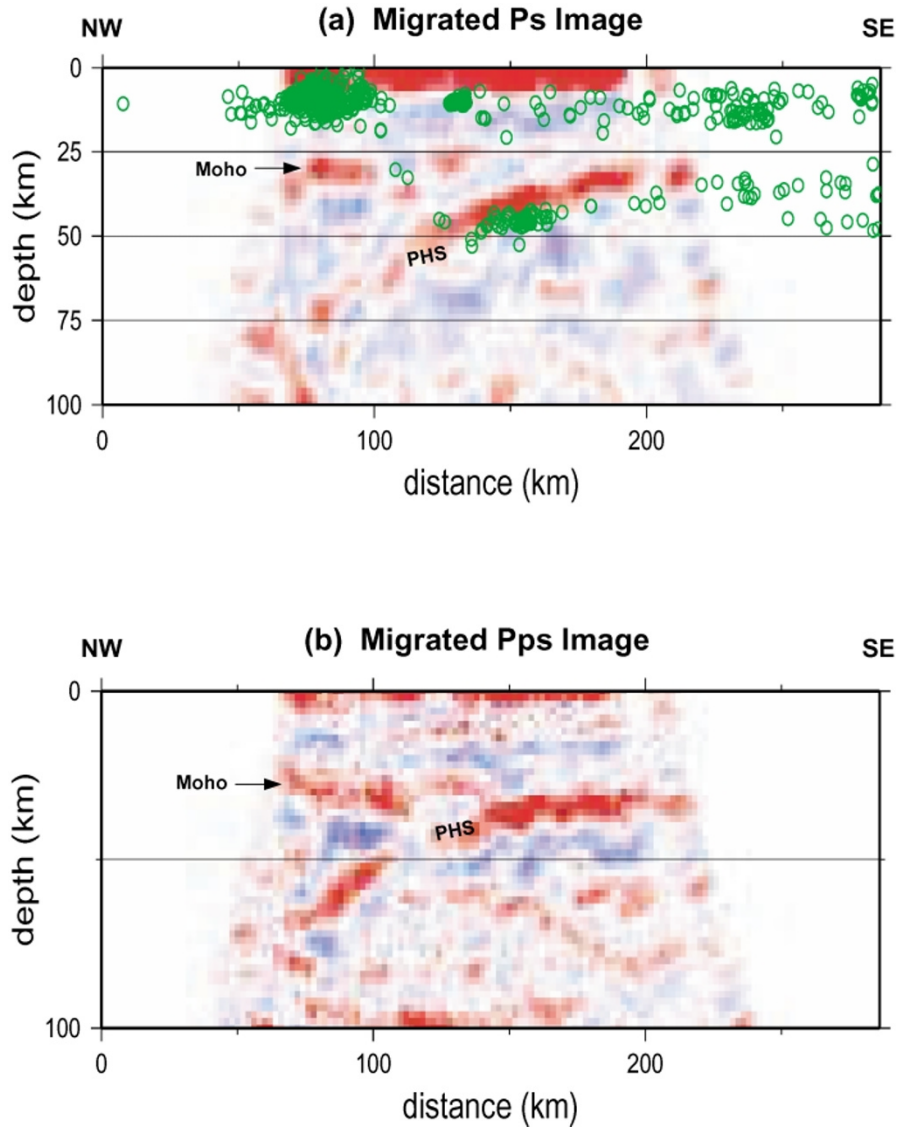 (a) Migrated Ps Image
NW
SE
0
25
50
75
100
depth (km)
Moho
PHS
0
100
200
distance (km)
(b) Migrated Pps Image
NW
SE
0
100
depth (km)
Moho
PHS
0
100
200
distance (km)